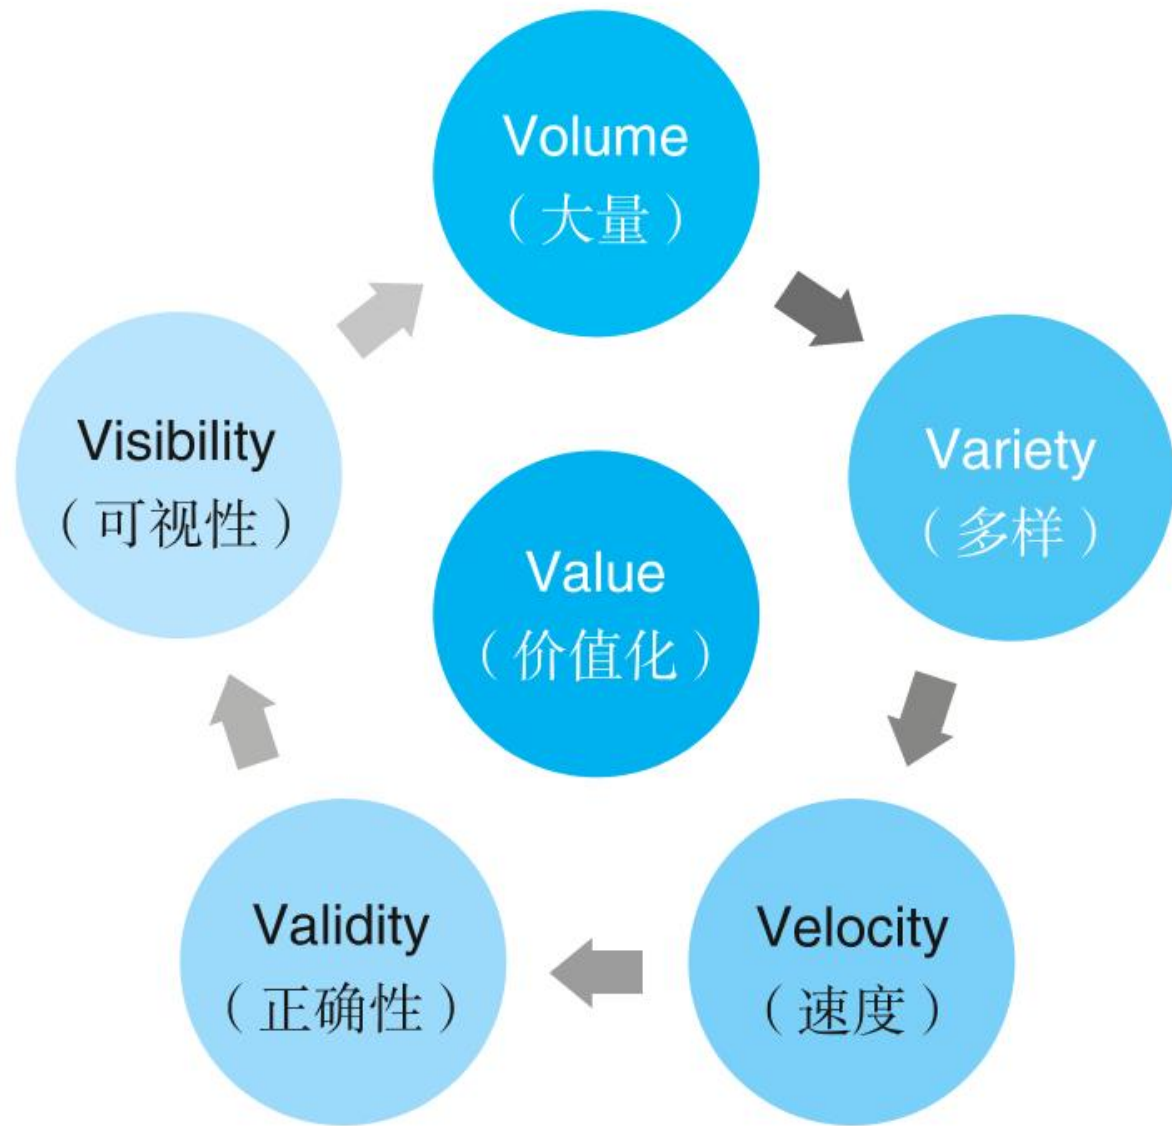 Volume
（大量）
Variety
（多样）
Velocity
（速度）
Validity
（正确性）
Visibility
（可视性）
Value
（价值化）